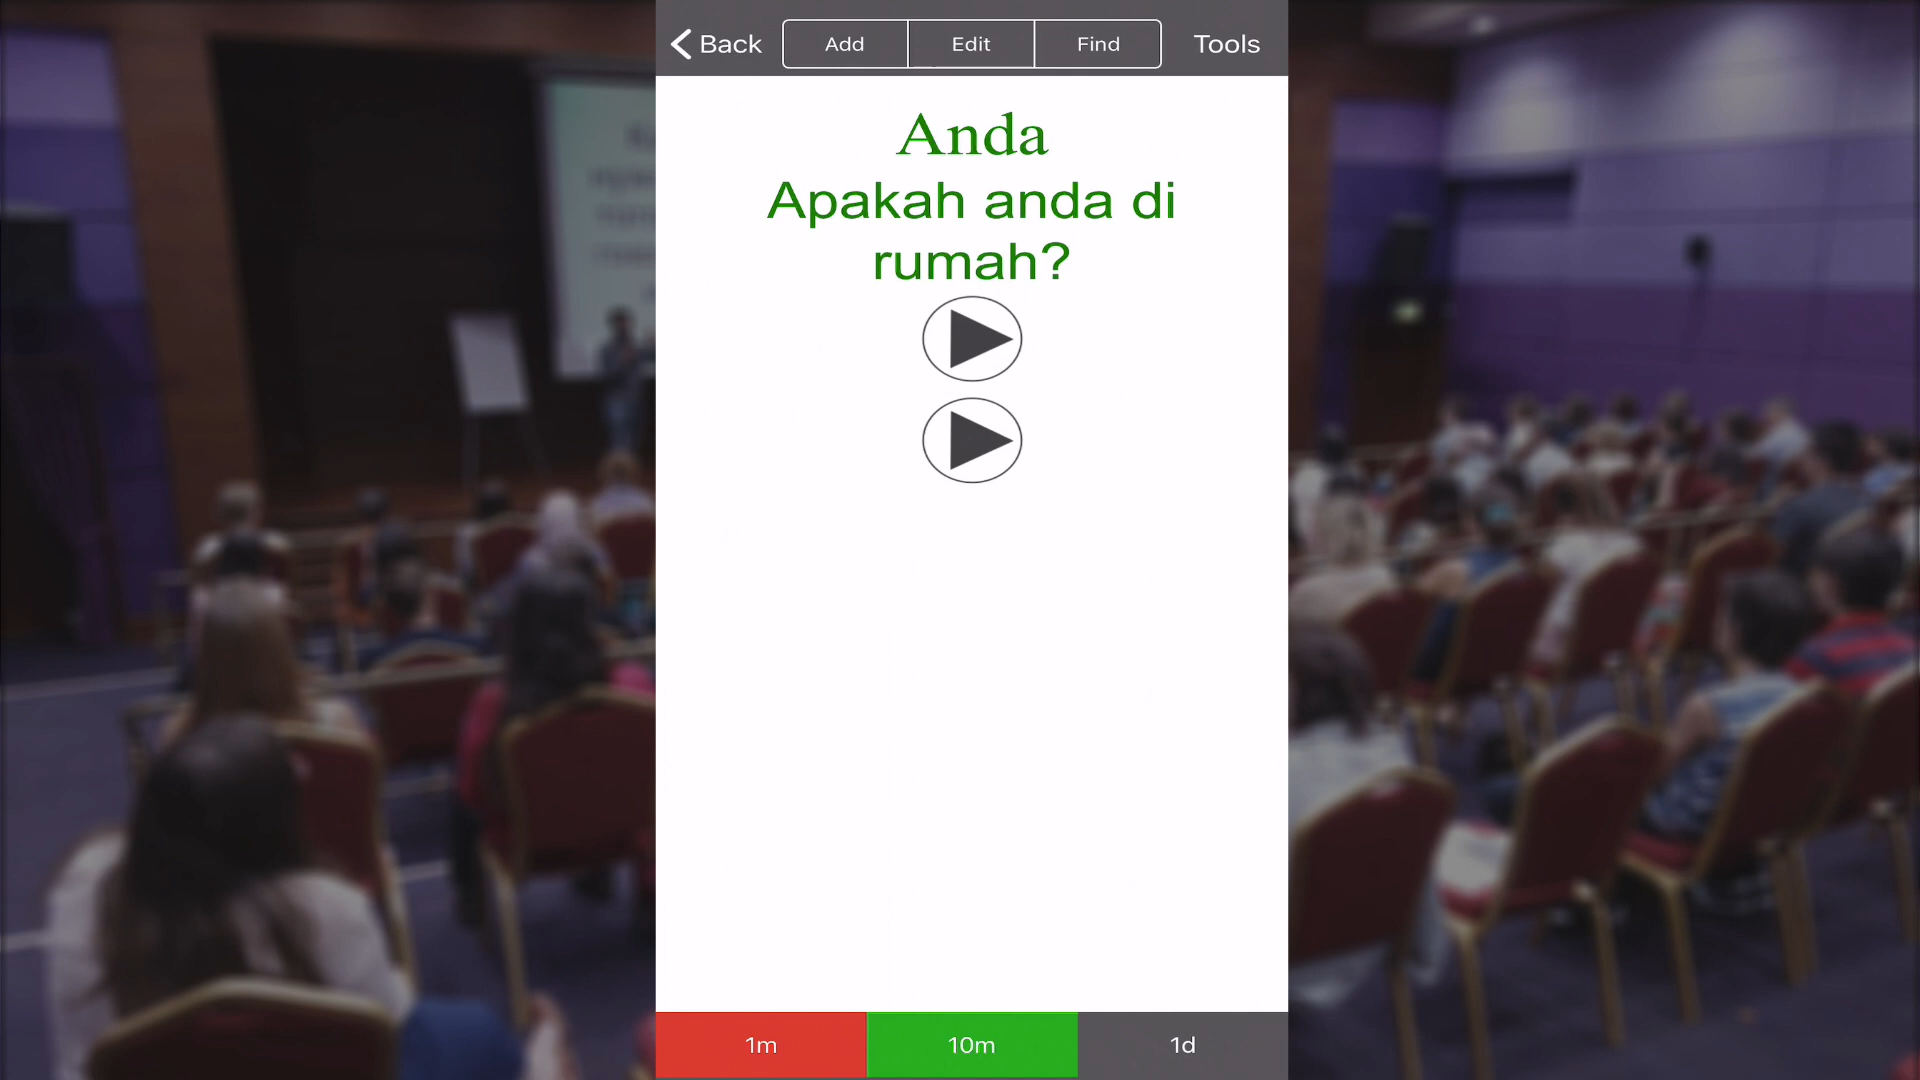 Back Add Edit Find Tools
Anda
Apakah anda di
rumah?
1m 10m 1d